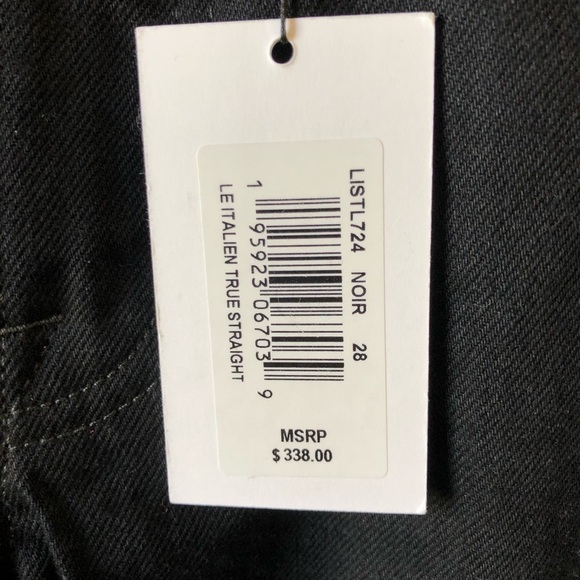 LISTL724 NOIR 28
1 95923 06703 9
LE ITALIEN TRUE STRAIGHT
MSRP
$ 338.00